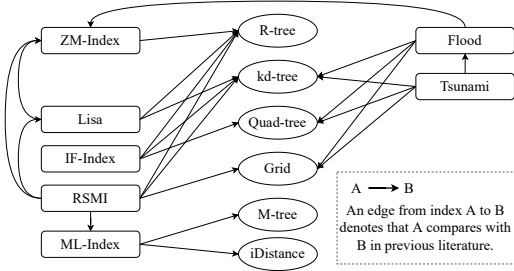 ZM-Index
R-tree
Flood
kd-tree
Tsunami
Lisa
Quad-tree
IF-Index
Grid
RSMI
A B
An edge from index A to B
denotes that A compares with
B in previous literature.
M-tree
ML-Index
iDistance